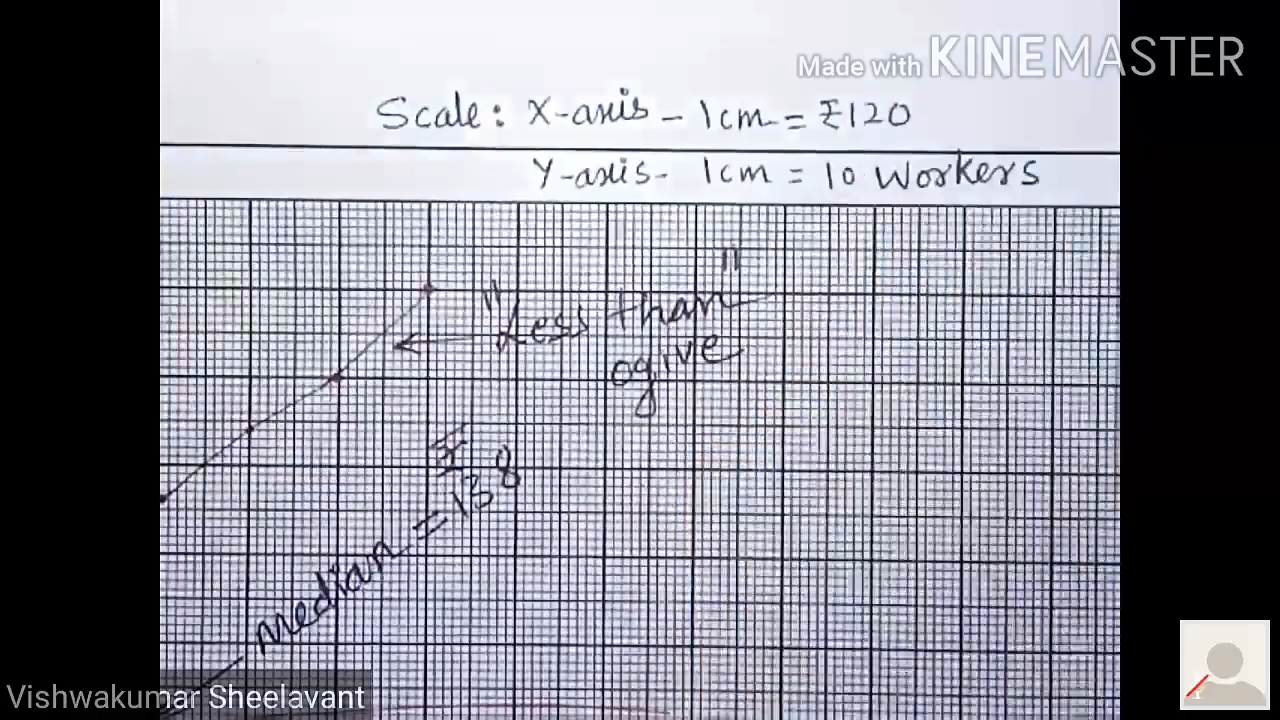 Made with KINEMASTER
Scale: X-axis - 1cm = ₹120
Y-axis - 1cm = 10 Workers
"Less than"
ogive
median = ₹138
Vishwakumar Sheelavant